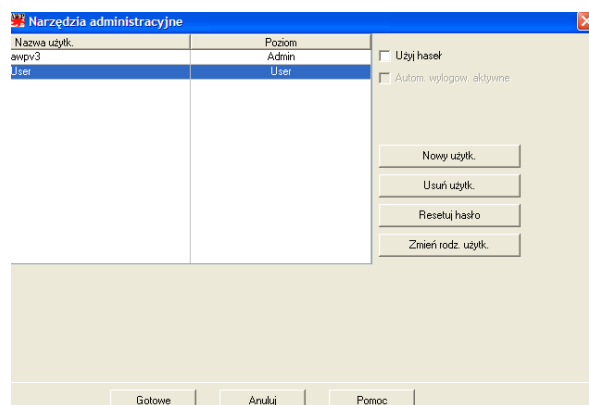 Narzędzia administracyjne
Nazwa użytk. Poziom
awpv3 Admin
User User
Użyj haseł
Autom. wylogow. aktywne
Nowy użytk.
Usuń użytk.
Resetuj hasło
Zmień rodz. użytk.
Gotowe Anuluj Pomoc